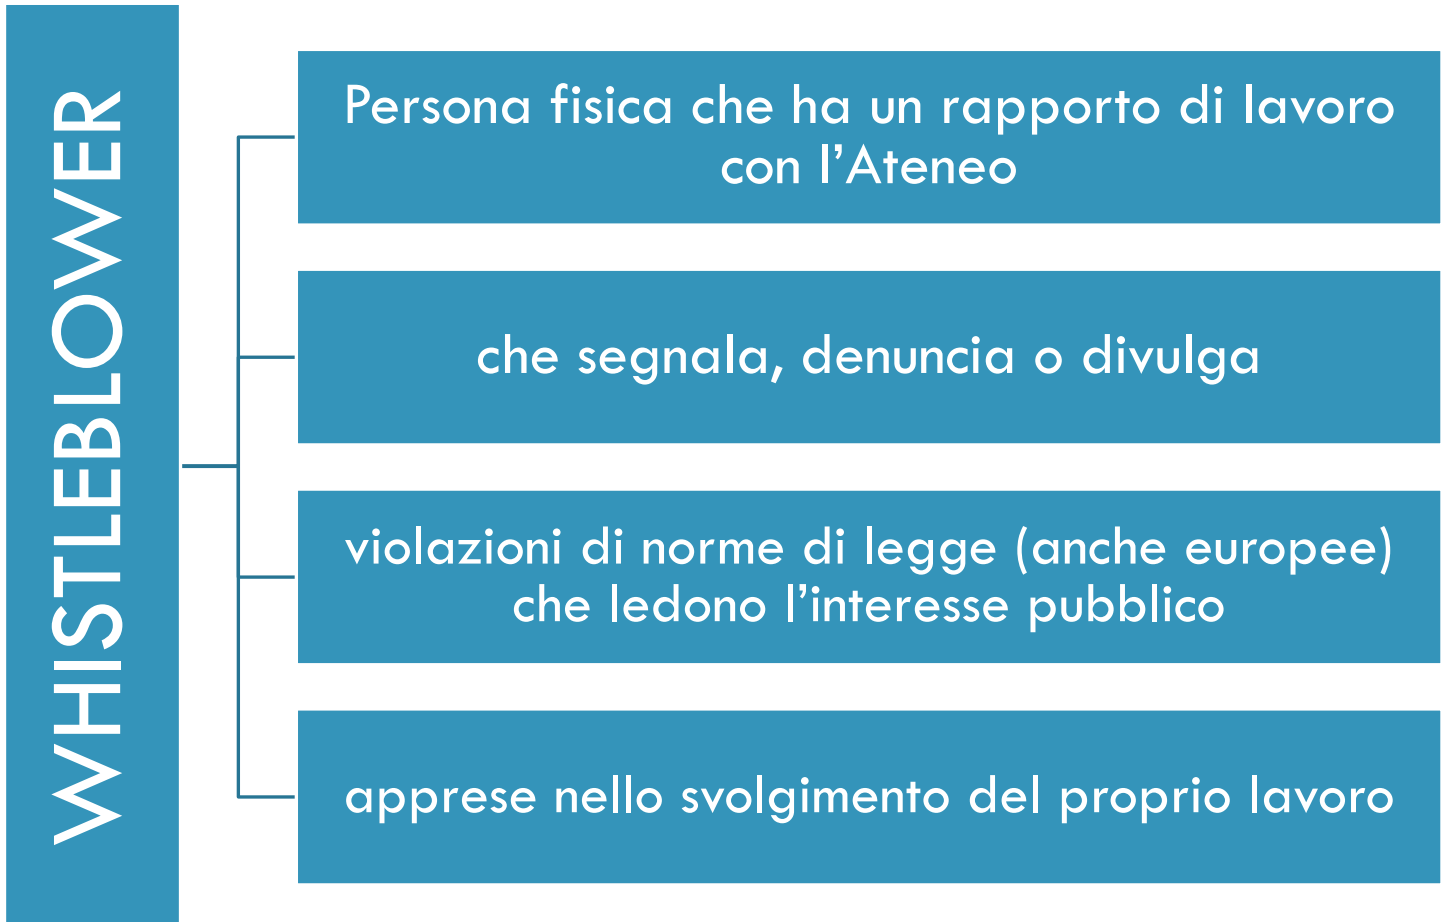 WHISTLEBLOWER
Persona fisica che ha un rapporto di lavoro
con l’Ateneo
che segnala, denuncia o divulga
violazioni di norme di legge (anche europee)
che ledono l’interesse pubblico
apprese nello svolgimento del proprio lavoro